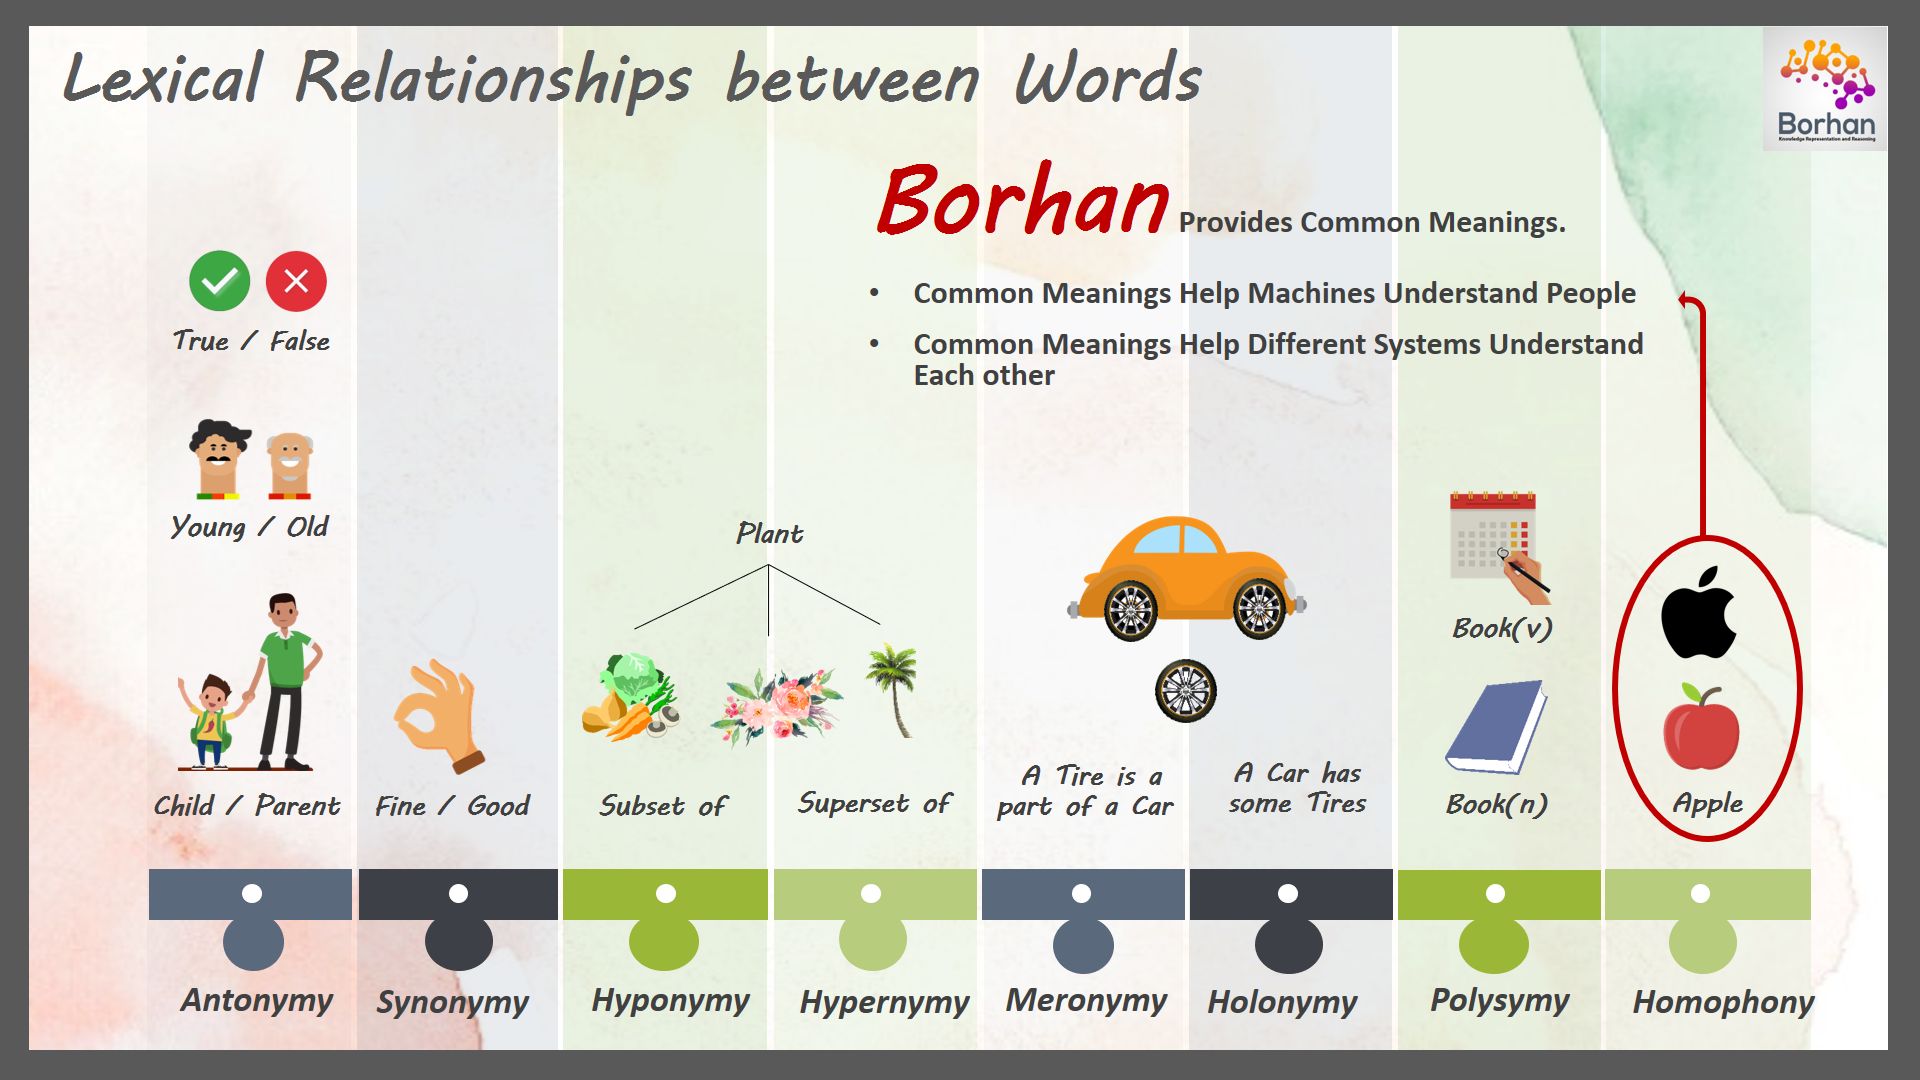 Lexical Relationships between Words
Borhan
Knowledge Representation and Reasoning
Borhan Provides Common Meanings.
• Common Meanings Help Machines Understand People
• Common Meanings Help Different Systems Understand
Each other
True / False
Young / Old
Child / Parent
Fine / Good
Plant
Subset of
Superset of
A Tire is a
part of a Car
A Car has
some Tires
Book(v)
Book(n)
Apple
Antonymy
Synonymy
Hyponymy
Hypernymy
Meronymy
Holonymy
Polysymy
Homophony